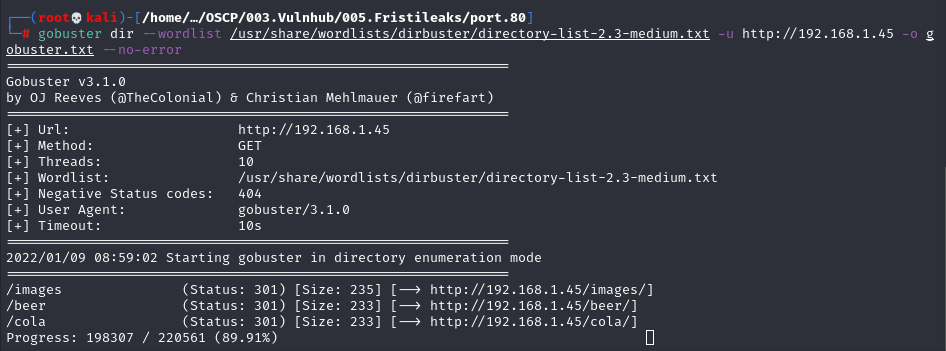 ┌──(root💀kali)-[/home/…/OSCP/003.Vulnhub/005.Fristileaks/port.80]
└─# gobuster dir --wordlist /usr/share/wordlists/dirbuster/directory-list-2.3-medium.txt -u http://192.168.1.45 -o g
obuster.txt --no-error
===============================================================
Gobuster v3.1.0
by OJ Reeves (@TheColonial) & Christian Mehlmauer (@firefart)
===============================================================
[+] Url:                     http://192.168.1.45
[+] Method:                  GET
[+] Threads:                 10
[+] Wordlist:                /usr/share/wordlists/dirbuster/directory-list-2.3-medium.txt
[+] Negative Status codes:   404
[+] User Agent:              gobuster/3.1.0
[+] Timeout:                 10s
===============================================================
2022/01/09 08:59:02 Starting gobuster in directory enumeration mode
===============================================================
/images               (Status: 301) [Size: 235] [--> http://192.168.1.45/images/]
/beer                 (Status: 301) [Size: 233] [--> http://192.168.1.45/beer/]
/cola                 (Status: 301) [Size: 233] [--> http://192.168.1.45/cola/]
Progress: 198307 / 220561 (89.91%)